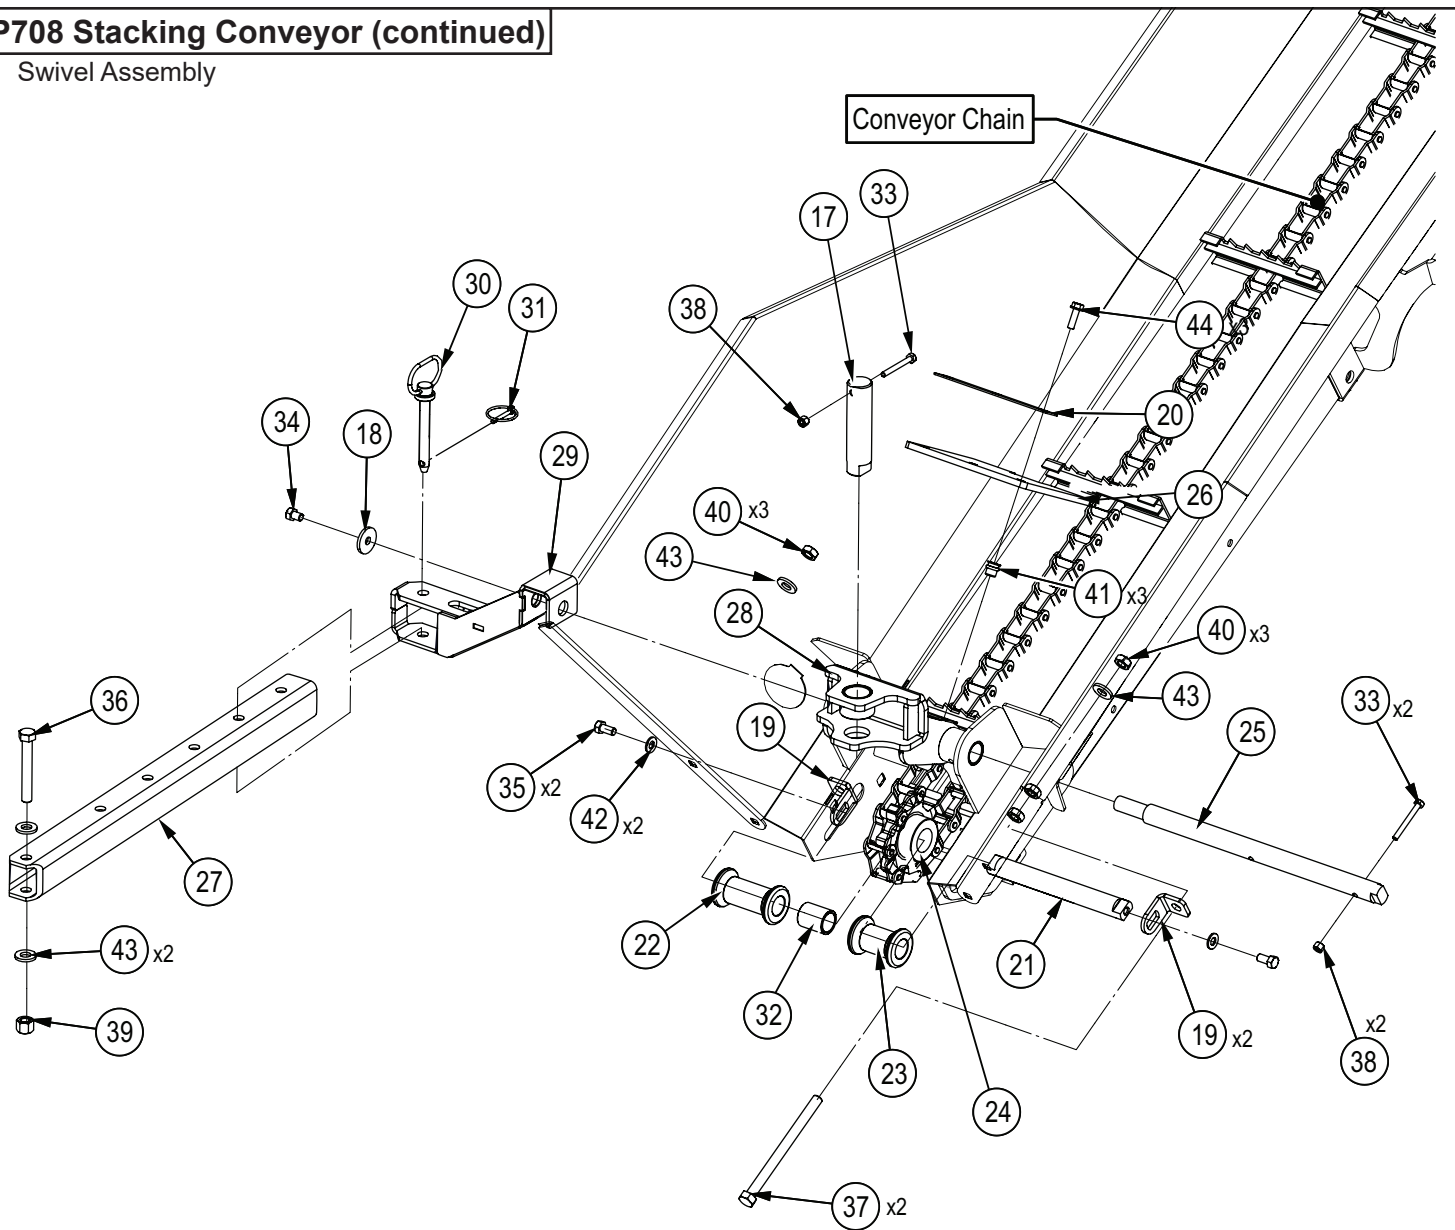 P708 Stacking Conveyor (continued)
Swivel Assembly
Conveyor Chain
33
17
30
31
38
44
34
18
29
20
26
40 x3
43
41 x3
28
40 x3
36
43
33 x2
19
25
35 x2
42 x2
27
22
21
43 x2
32
19 x2
x2
39
23
38
24
37 x2